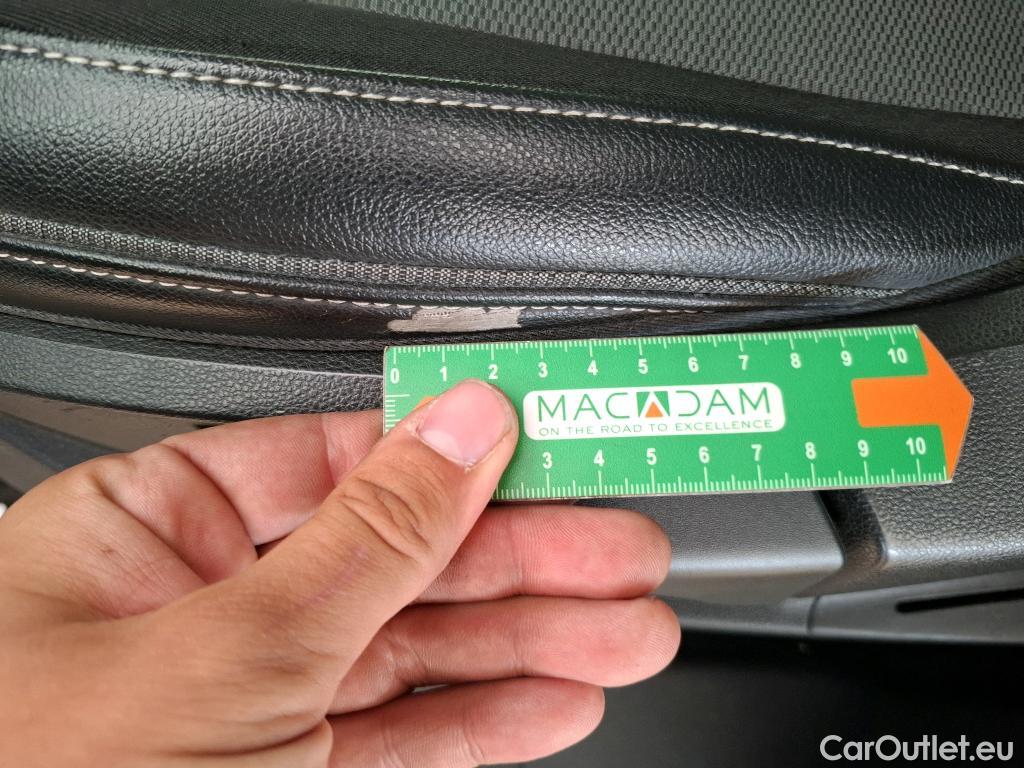 0 1 2 3 4 5 6 7 8 9 10
MACADAM
ON THE ROAD TO EXCELLENCE
3 4 5 6 7 8 9 10
CarOutlet.eu